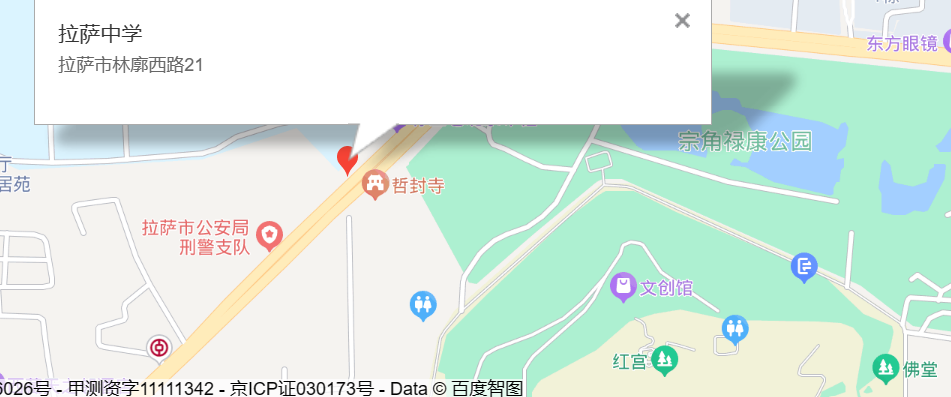 拉萨中学
拉萨市林廓西路21
东方眼镜
宗角禄康公园
厅
居苑
哲封寺
拉萨市公安局
刑警支队
文创馆
红宫
佛堂
6026号 - 甲测资字11111342 - 京ICP证030173号 - Data © 百度智图